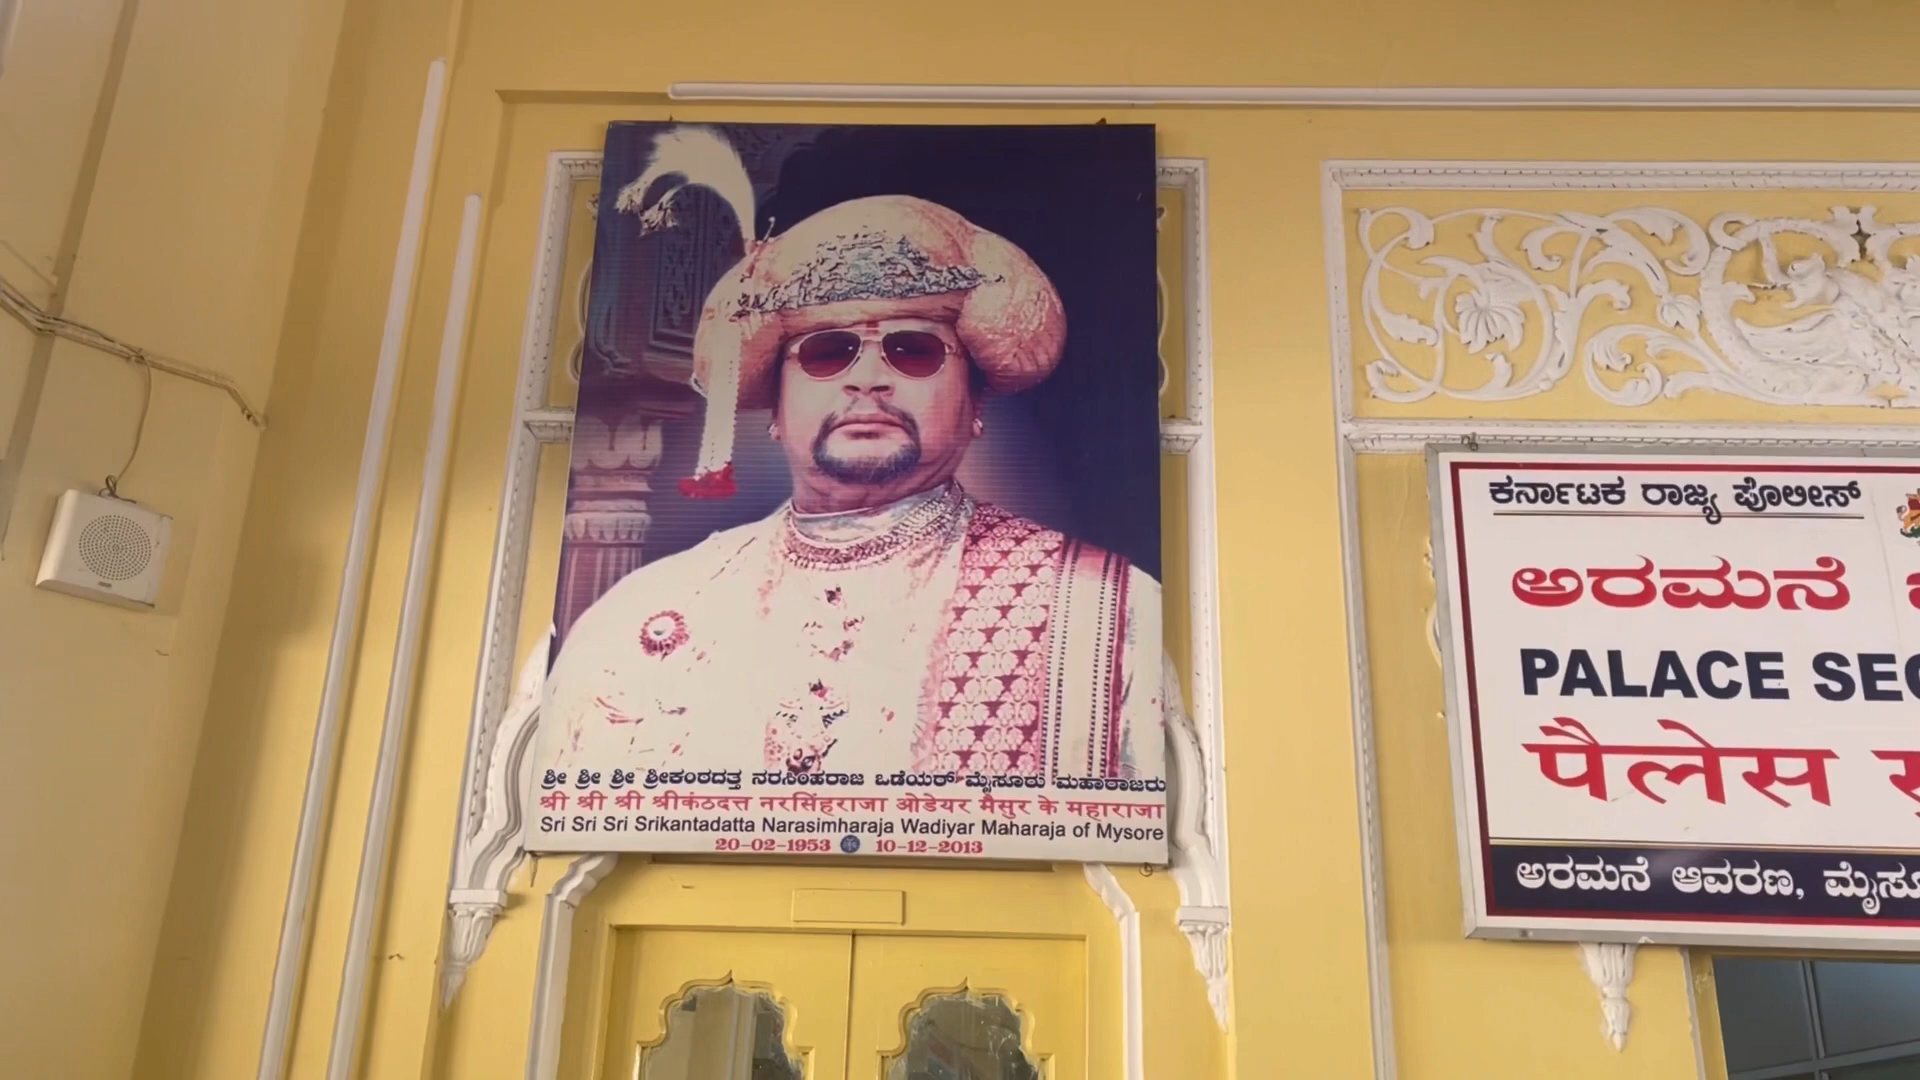 ಶ್ರೀ ಶ್ರೀ ಶ್ರೀ ಶ್ರೀಕಂಠದತ್ತ ನರಸಿಂಹರಾಜ ಒಡೆಯರ್ ಮೈಸೂರು ಮಹಾರಾಜರು
श्री श्री श्री श्रीकंठदत्त नरसिंहराजा ओडेयर मैसुर के महाराजा
Sri Sri Sri Srikantadatta Narasimharaja Wadiyar Maharaja of Mysore
20-02-1953 10-12-2013
ಕರ್ನಾಟಕ ರಾಜ್ಯ ಪೊಲೀಸ್
ಅರಮನೆ
PALACE SEC
पैलेस
ಅರಮನೆ ಆವರಣ, ಮೈಸೂ